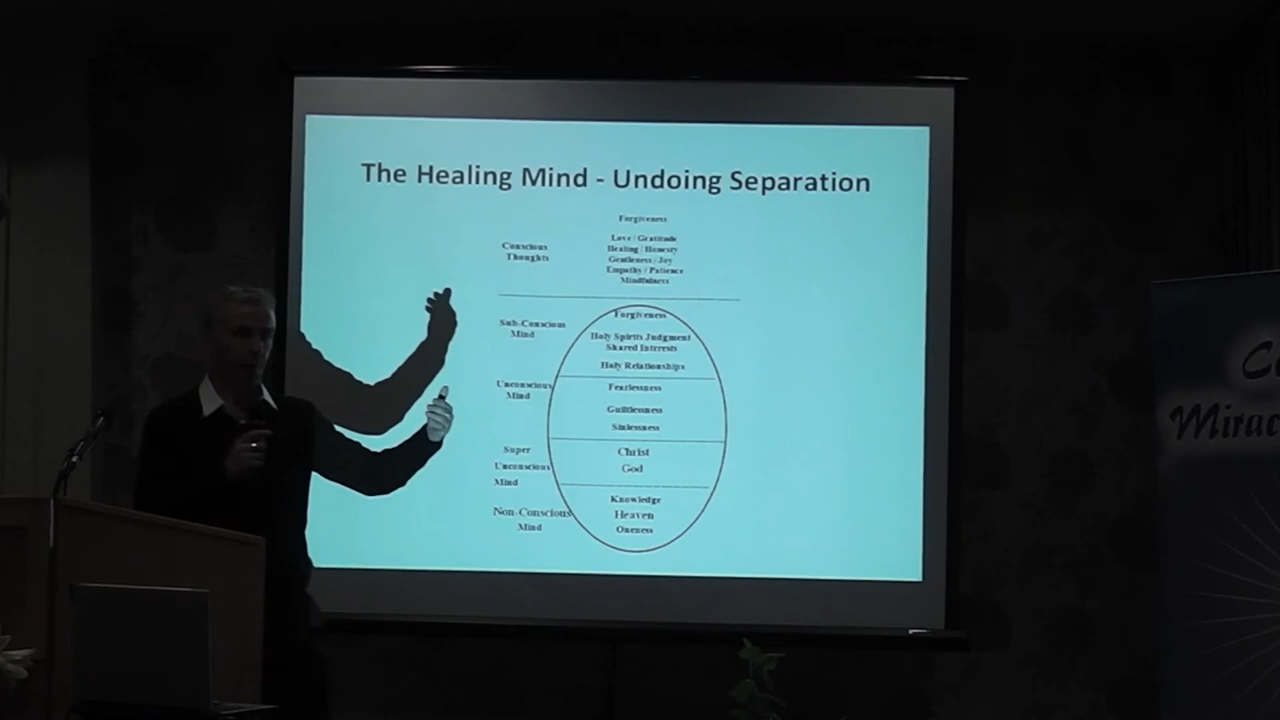 The Healing Mind - Undoing Separation
Forgiveness
Conscious
Thoughts
Love / Gratitude
Healing / Honesty
Gentleness / Joy
Empathy / Patience
Mindfulness
Sub-Conscious
Mind
Forgiveness
Holy Spirits Judgment
Shared Interests
Holy Relationships
Unconscious
Mind
Fearlessness
Guiltlessness
Sinlessness
Super
Unconscious
Mind
Christ
God
Non-Conscious
Mind
Knowledge
Heaven
Oneness